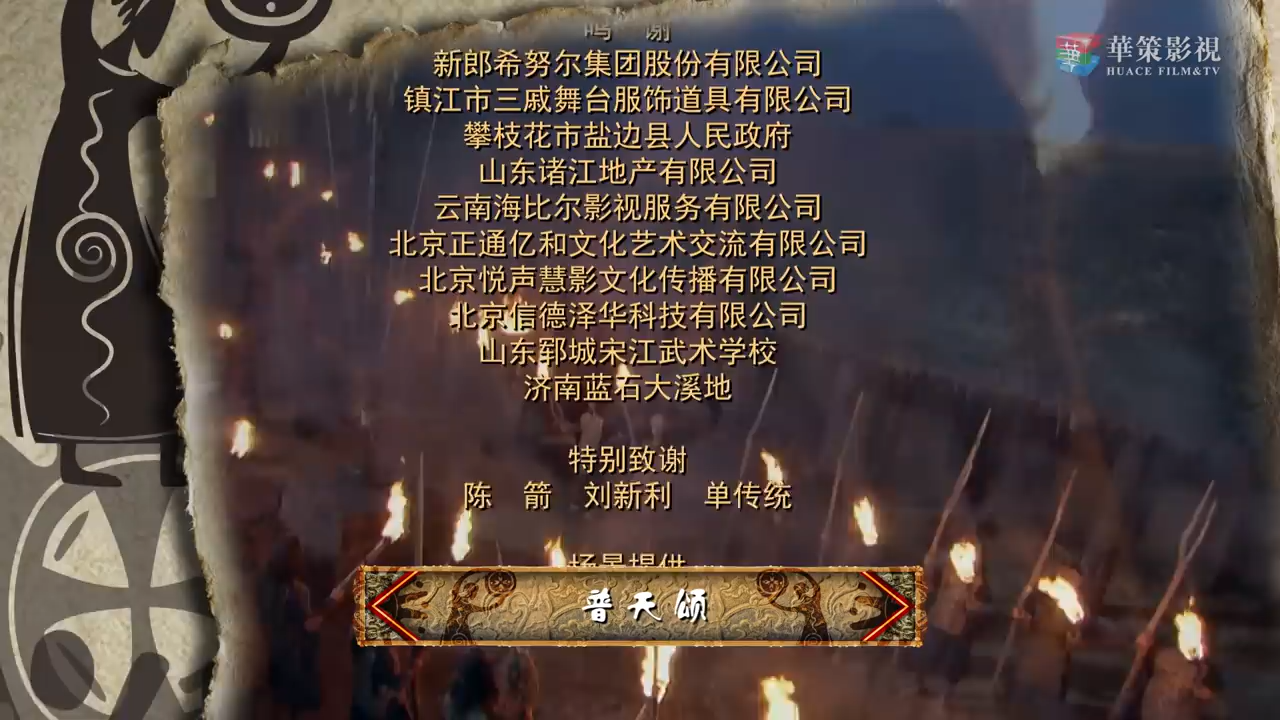 鸣 谢
新郎希努尔集团股份有限公司
镇江市三戚舞台服饰道具有限公司
攀枝花市盐边县人民政府
山东诸江地产有限公司
云南海比尔影视服务有限公司
北京正通亿和文化艺术交流有限公司
北京悦声慧影文化传播有限公司
北京信德泽华科技有限公司
山东郓城宋江武术学校
济南蓝石大溪地
特别致谢
陈 箭 刘新利 单传统
场景提供
普天颂
華
華策影視
HUACE FILM&TV